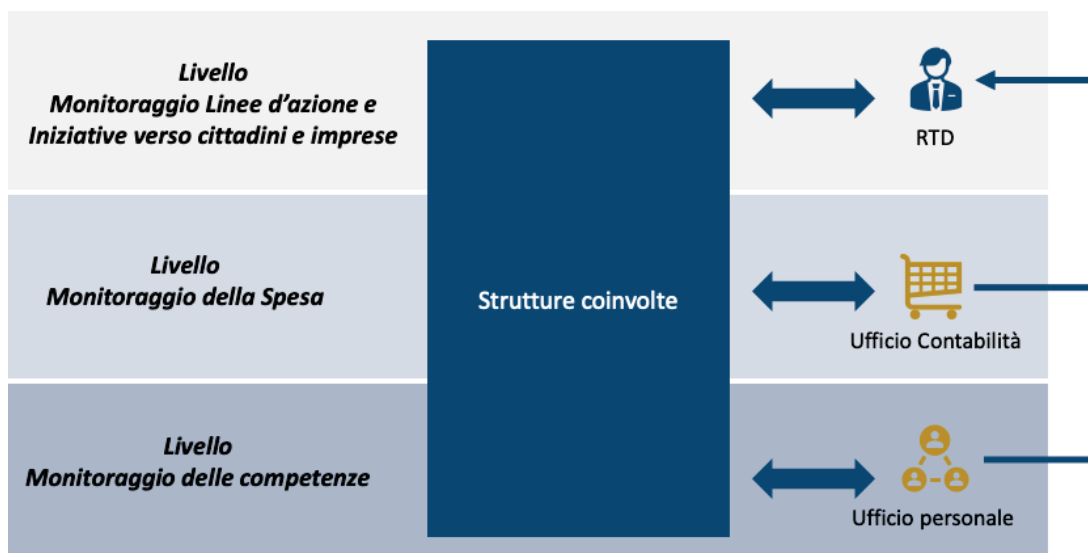 Livello
Monitoraggio Linee d'azione e
Iniziative verso cittadini e imprese
RTD
Livello
Monitoraggio della Spesa
Strutture coinvolte
Ufficio Contabilità
Livello
Monitoraggio delle competenze
Ufficio personale